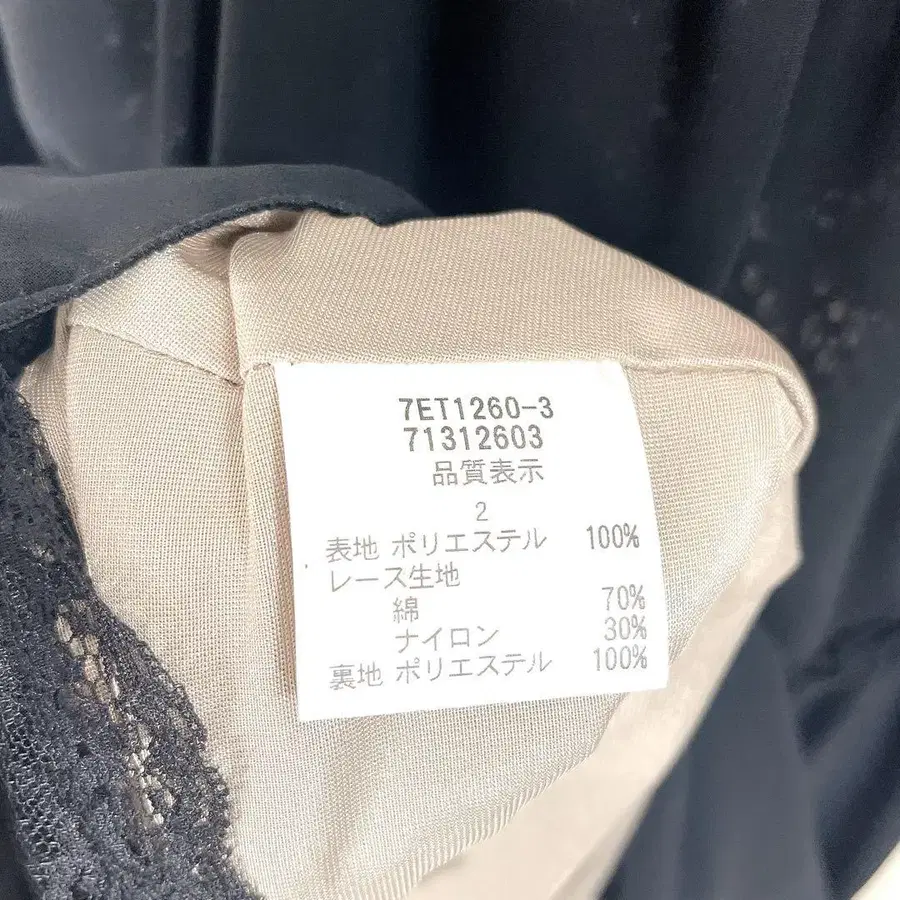 7ET1260-3
71312603
品質表示
2
表地 ポリエステル 100%
レース生地
綿 70%
ナイロン 30%
裏地 ポリエステル 100%